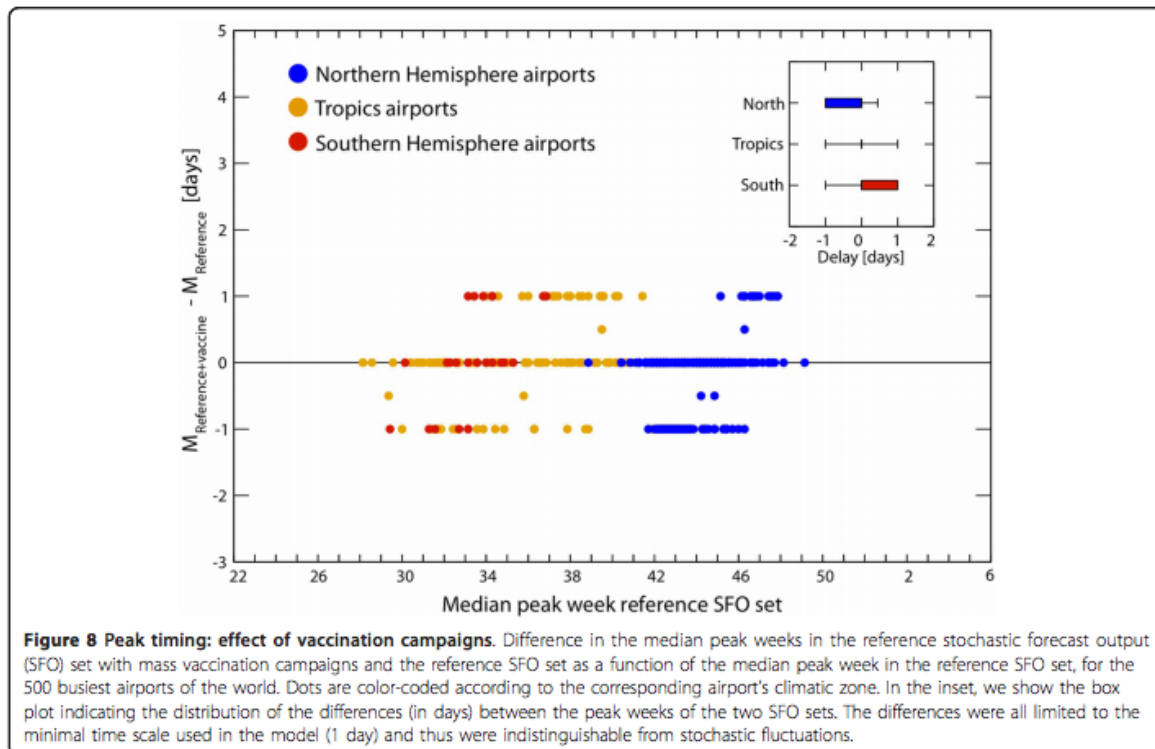 5
4
3
2
1
0
-1
-2
-3
M Reference+vaccine - M Reference [days]
Northern Hemisphere airports
Tropics airports
Southern Hemisphere airports
North
Tropics
South
-2 -1 0 1 2
Delay [days]
22 26 30 34 38 42 46 50 2 6
Median peak week reference SFO set
Figure 8 Peak timing: effect of vaccination campaigns. Difference in the median peak weeks in the reference stochastic forecast output
(SFO) set with mass vaccination campaigns and the reference SFO set as a function of the median peak week in the reference SFO set, for the
500 busiest airports of the world. Dots are color-coded according to the corresponding airport's climatic zone. In the inset, we show the box
plot indicating the distribution of the differences (in days) between the peak weeks of the two SFO sets. The differences were all limited to the
minimal time scale used in the model (1 day) and thus were indistinguishable from stochastic fluctuations.